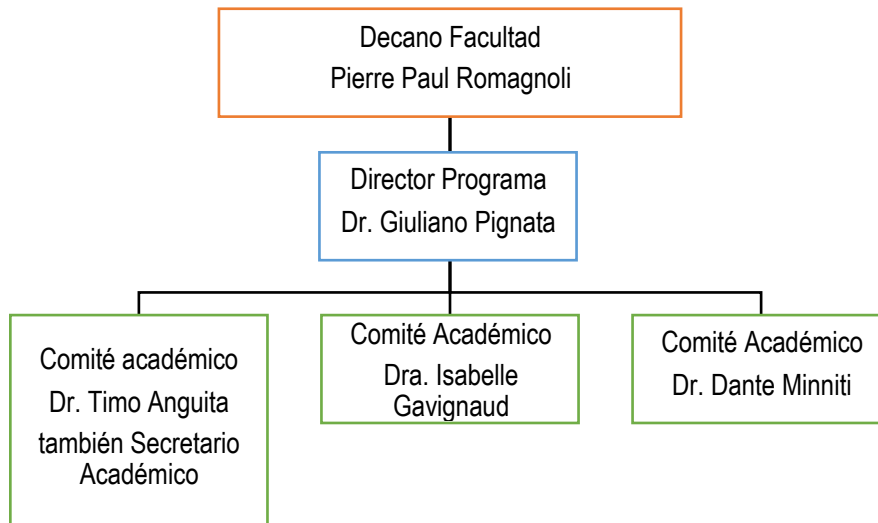 Decano Facultad
Pierre Paul Romagnoli
Director Programa
Dr. Giuliano Pignata
Comité académico
Dr. Timo Anguita
también Secretario
Académico
Comité Académico
Dra. Isabelle
Gavignaud
Comité Académico
Dr. Dante Minniti